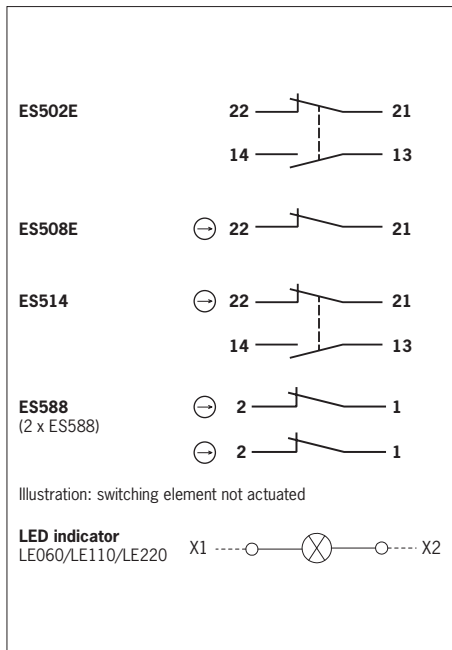 ES502E 22 21
14 13
ES508E 22 21
ES514 22 21
14 13
ES588 2 1
(2 x ES588)
2 1
Illustration: switching element not actuated
LED indicator
LE060/LE110/LE220 X1 X2